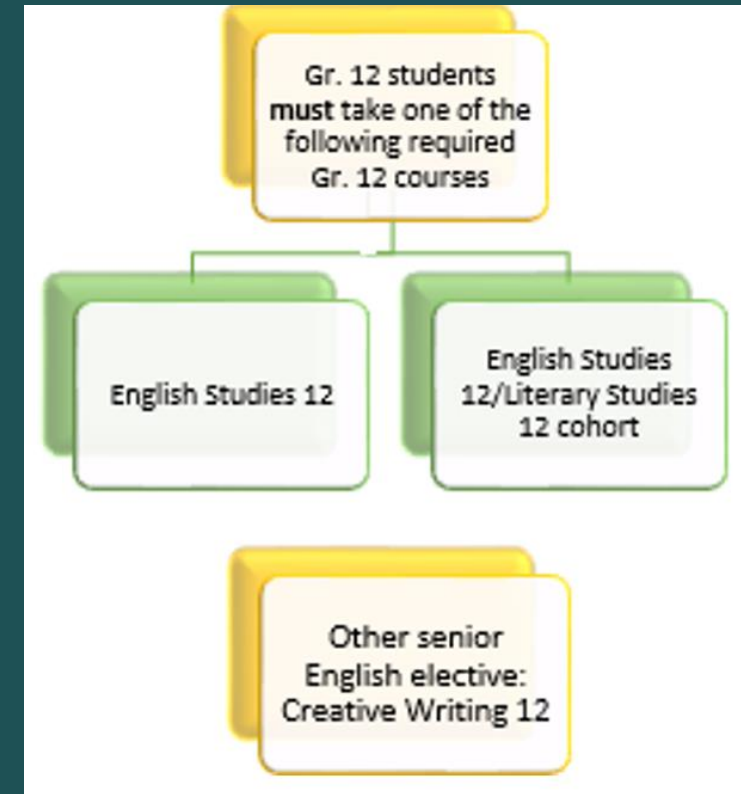 Gr. 12 students
must take one of the
following required
Gr. 12 courses
English Studies 12
English Studies
12/Literary Studies
12 cohort
Other senior
English elective:
Creative Writing 12